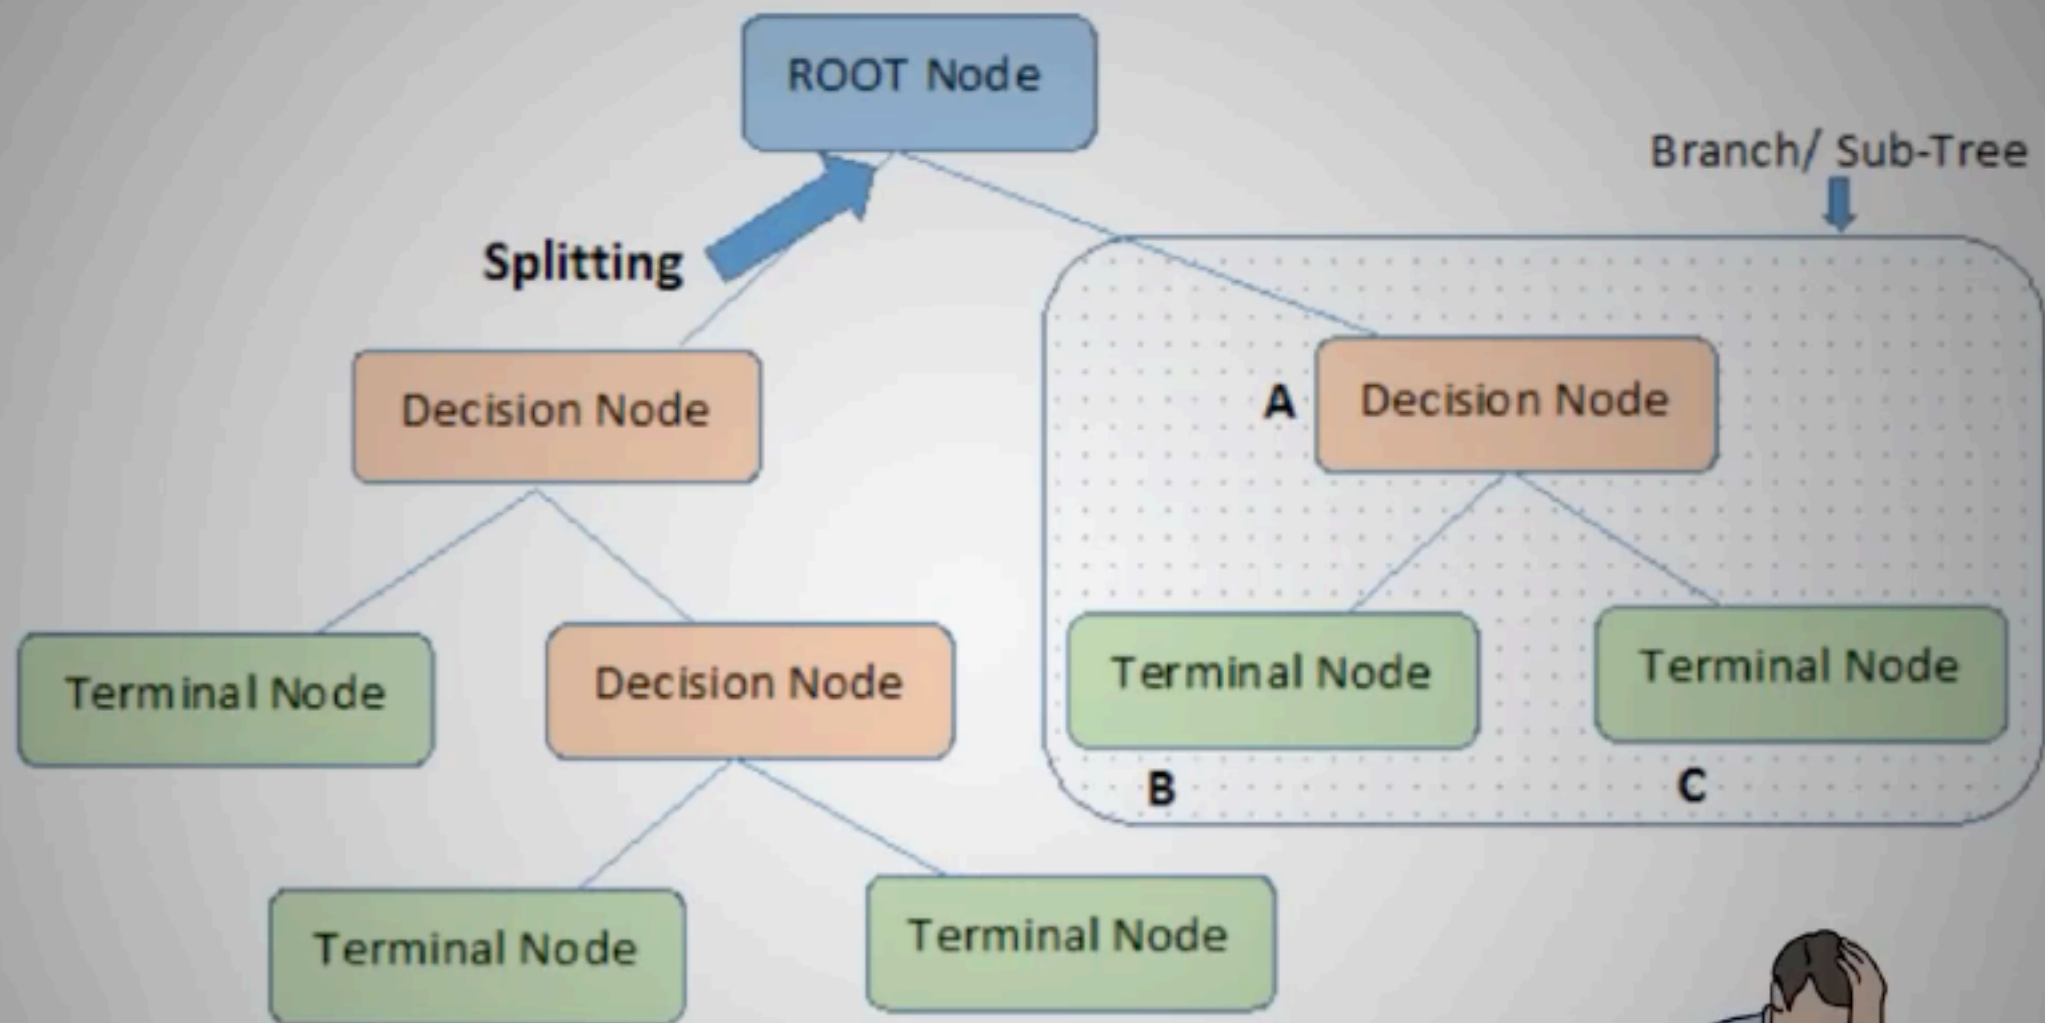 ROOT Node
Branch/ Sub-Tree
Splitting
Decision Node
A
Decision Node
Terminal Node
Decision Node
Terminal Node
Terminal Node
B
C
Terminal Node
Terminal Node